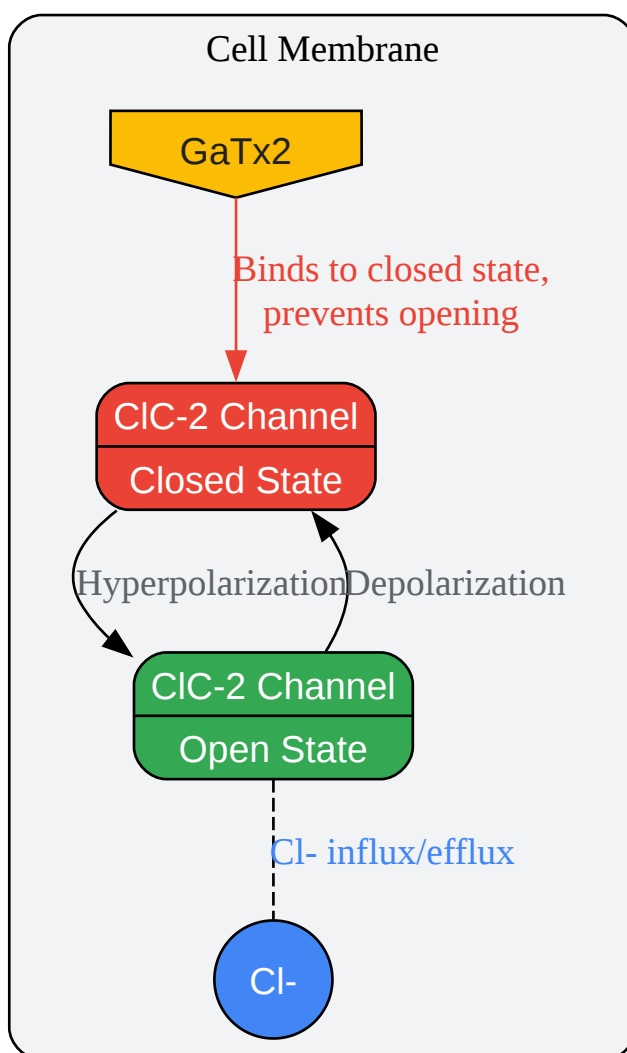 Cell Membrane
GaTx2
Binds to closed state,
prevents opening
ClC-2 Channel
Closed State
Hyperpolarization
Depolarization
ClC-2 Channel
Open State
Cl- influx/efflux
Cl-